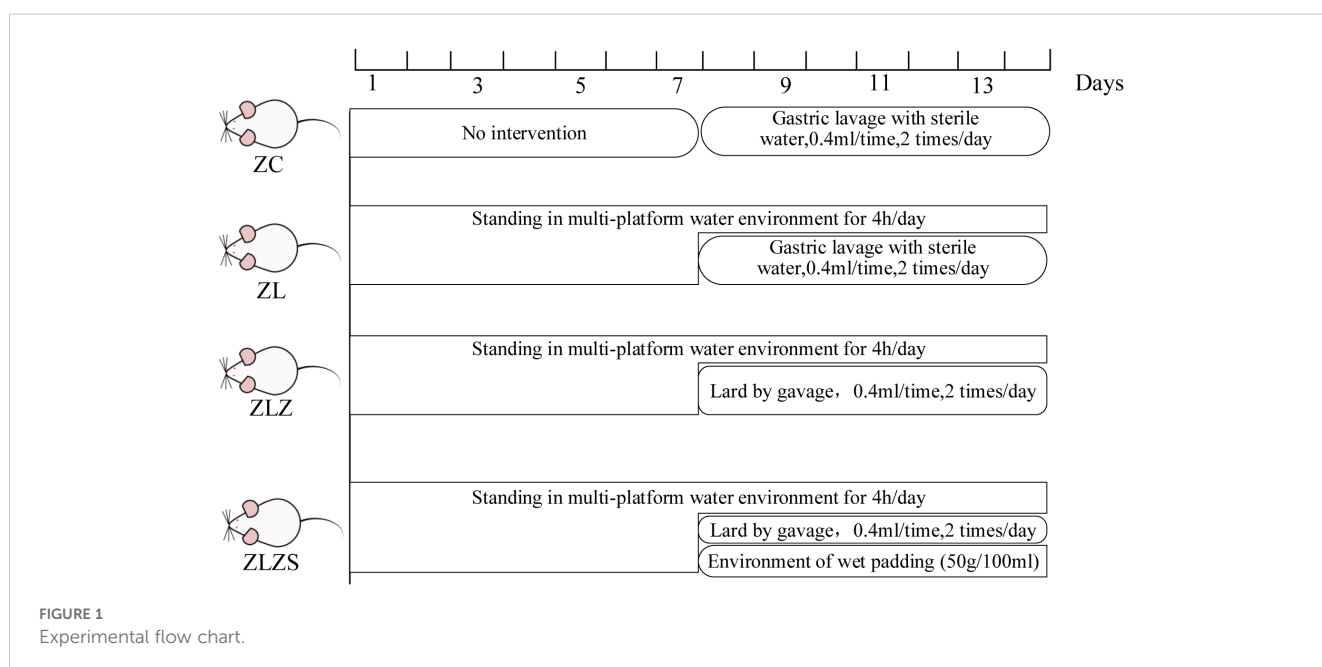 1 3 5 7 9 11 13 Days
No intervention
Gastric lavage with sterile
water,0.4ml/time,2 times/day
ZC
Standing in multi-platform water environment for 4h/day
Gastric lavage with sterile
water,0.4ml/time,2 times/day
ZL
Standing in multi-platform water environment for 4h/day
Lard by gavage，0.4ml/time,2 times/day
ZLZ
Standing in multi-platform water environment for 4h/day
Lard by gavage，0.4ml/time,2 times/day
Environment of wet padding (50g/100ml)
ZLZS
FIGURE 1
Experimental flow chart.